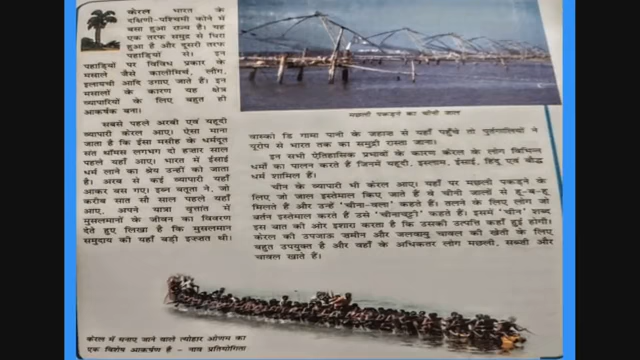 केरल भारत के
दक्षिणी-पश्चिमी कोने में
बसा हुआ राज्य है। यह
एक तरफ समुद्र से घिरा
हुआ है और दूसरी तरफ
पहाड़ियों से। इन
पहाड़ियों पर विविध प्रकार के
मसाले जैसे कालीमिर्च, लौंग,
इलायची आदि उगाए जाते हैं। इन
मसालों के कारण यह क्षेत्र
व्यापारियों के लिए बहुत ही
आकर्षक बना।
सबसे पहले अरबी एवं यहूदी
व्यापारी केरल आए। ऐसा माना
जाता है कि ईसा मसीह के धर्मदूत
संत थॉमस लगभग दो हजार साल
पहले यहाँ आए। भारत में ईसाई
धर्म लाने का श्रेय उन्हीं को जाता
है। अरब से कई व्यापारी यहाँ
आकर बस गए। इब्न बतूता ने, जो
करीब सात सौ साल पहले यहाँ
आए, अपने यात्रा वृत्तांत में
मुसलमानों के जीवन का विवरण
देते हुए लिखा है कि मुसलमान
समुदाय की यहाँ बड़ी इज्ज़त थी।
मछली पकड़ने का चीनी जाल
वास्को डि गामा पानी के जहाज से यहाँ पहुँचे तो पुर्तगालियों ने
यूरोप से भारत तक का समुद्री रास्ता जाना।
इन सभी ऐतिहासिक प्रभावों के कारण केरल के लोग विभिन्न
धर्मों का पालन करते हैं जिनमें यहूदी, इस्लाम, ईसाई, हिंदू एवं बौद्ध
धर्म शामिल हैं।
चीन के व्यापारी भी केरल आए। यहाँ पर मछली पकड़ने के
लिए जो जाल इस्तेमाल किए जाते हैं वे चीनी जालों से हू-ब-हू
मिलते हैं और उन्हें 'चीना-वला' कहते हैं। तलने के लिए लोग जो
बर्तन इस्तेमाल करते हैं उसे 'चीनाचट्टी' कहते हैं। इसमें 'चीन' शब्द
इस बात की ओर इशारा करता है कि उसकी उत्पत्ति कहाँ हुई होगी।
केरल की उपजाऊ ज़मीन और जलवायु चावल की खेती के लिए
बहुत उपयुक्त है और वहाँ के अधिकतर लोग मछली, सब्ज़ी और
चावल खाते हैं।
केरल में मनाए जाने वाले त्योहार ओणम का
एक विशेष आकर्षण है – नाव प्रतियोगिता